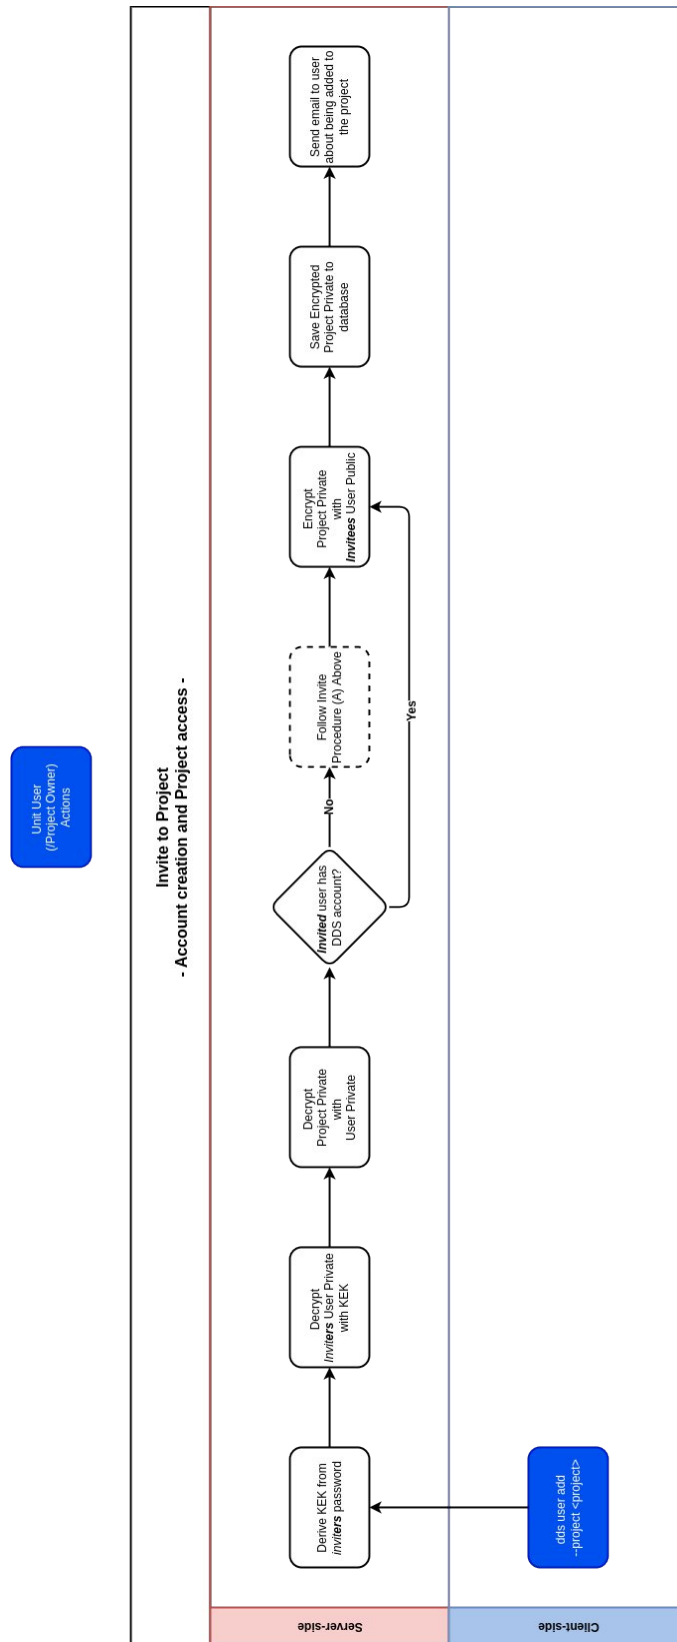 Unit User
(/Project Owner)
Actions
Invite to Project
- Account creation and Project access -
Server-side
Client-side
dds user add
--project <project>
Derive KEK from
inviters password
Decrypt
Inviters User Private
with KEK
Decrypt
Project Private
with
User Private
Invited user has
DDS account?
No
Yes
Follow Invite
Procedure (A) Above
Encrypt
Project Private
with
Invitees User Public
Save Encrypted
Project Private to
database
Send email to user
about being added to
the project